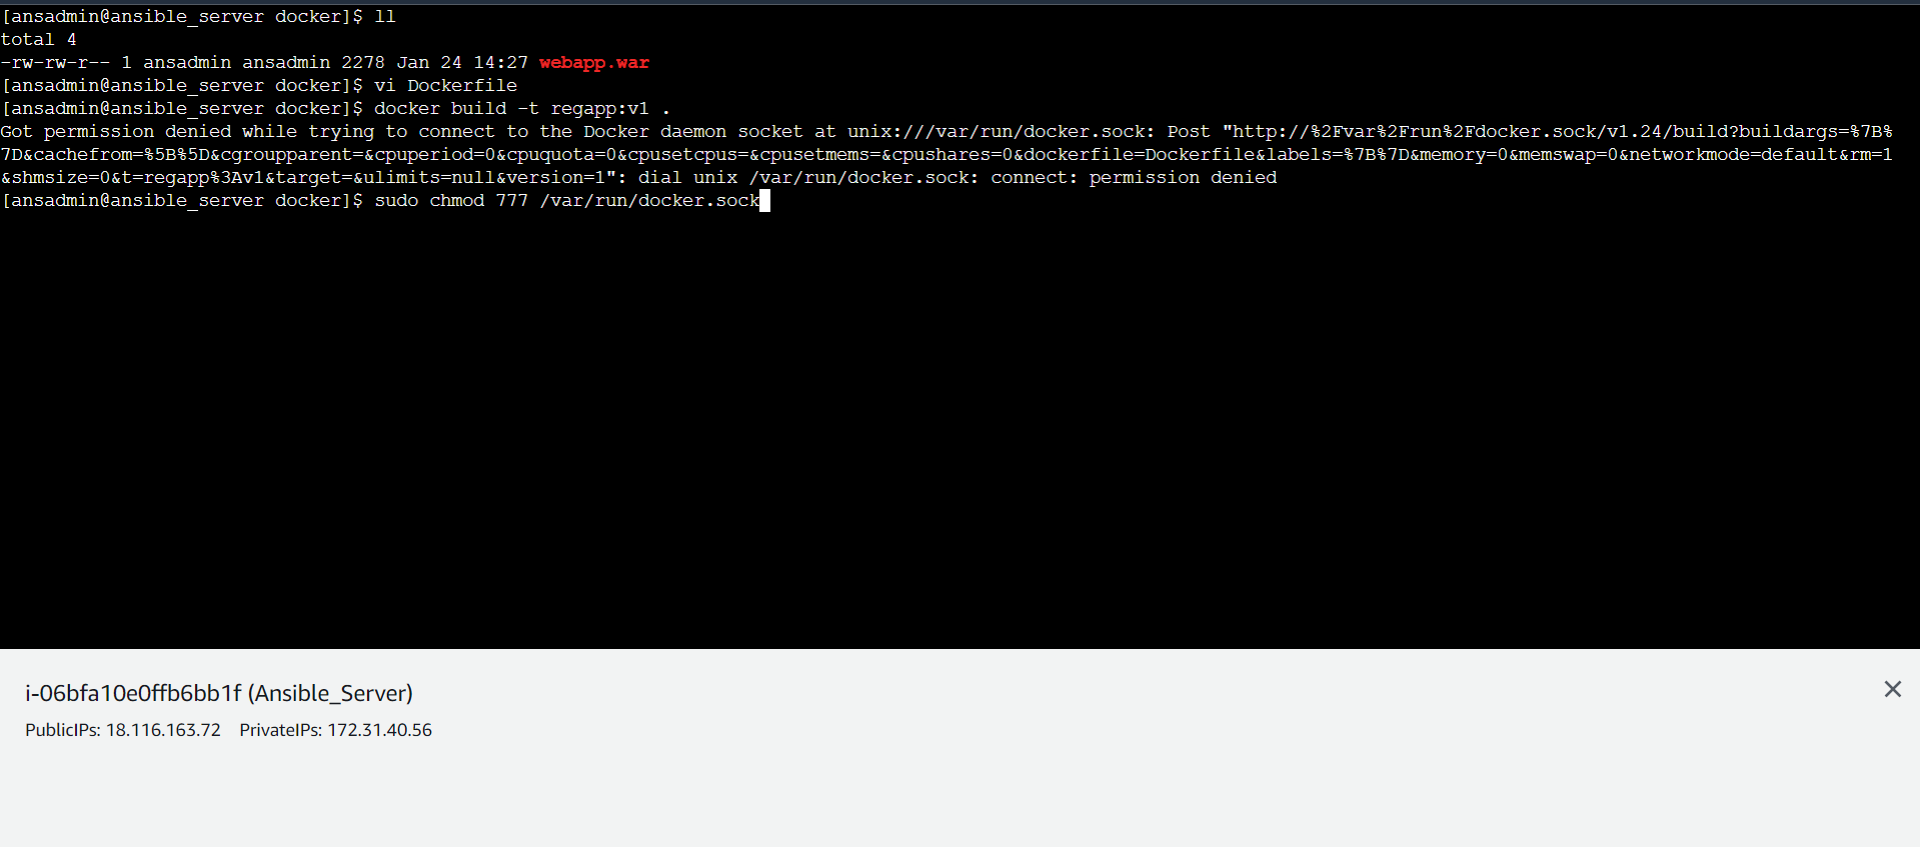 [ansadmin@ansible_server docker]$ ll
total 4
-rw-rw-r-- 1 ansadmin ansadmin 2278 Jan 24 14:27 webapp.war
[ansadmin@ansible_server docker]$ vi Dockerfile
[ansadmin@ansible_server docker]$ docker build -t regapp:v1 .
Got permission denied while trying to connect to the Docker daemon socket at unix:///var/run/docker.sock: Post "http://%2Fvar%2Frun%2Fdocker.sock/v1.24/build?buildargs=%7B%
7D&cachefrom=%5B%5D&cgroupparent=&cpuperiod=0&cpuquota=0&cpusetcpus=&cpusetmems=&cpushares=0&dockerfile=Dockerfile&labels=%7B%7D&memory=0&memswap=0&networkmode=default&rm=1
&shmsize=0&t=regapp%3Av1&target=&ulimits=null&version=1": dial unix /var/run/docker.sock: connect: permission denied
[ansadmin@ansible_server docker]$ sudo chmod 777 /var/run/docker.sock
i-06bfa10e0ffb6bb1f (Ansible_Server)
PublicIPs: 18.116.163.72 PrivateIPs: 172.31.40.56